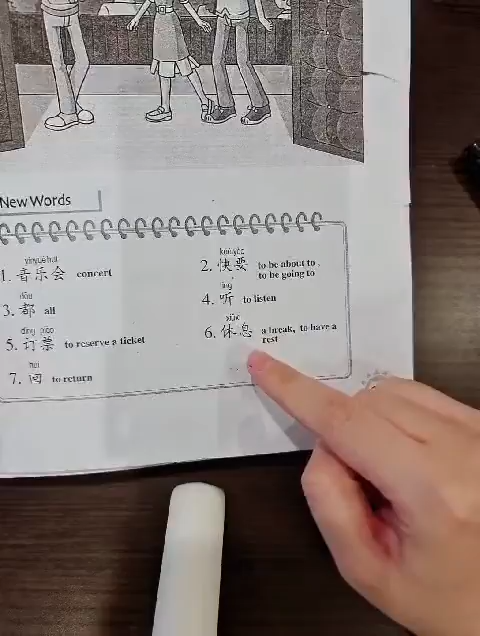 New Words
yīnyuèhuì
1. 音乐会 concert
kuàiyào
2. 快要 to be about to,
to be going to
dōu
3. 都 all
tīng
4. 听 to listen
dìng piào
5. 订票 to reserve a ticket
xiūxi
6. 休息 a break, to have a
rest
huí
7. 回 to return